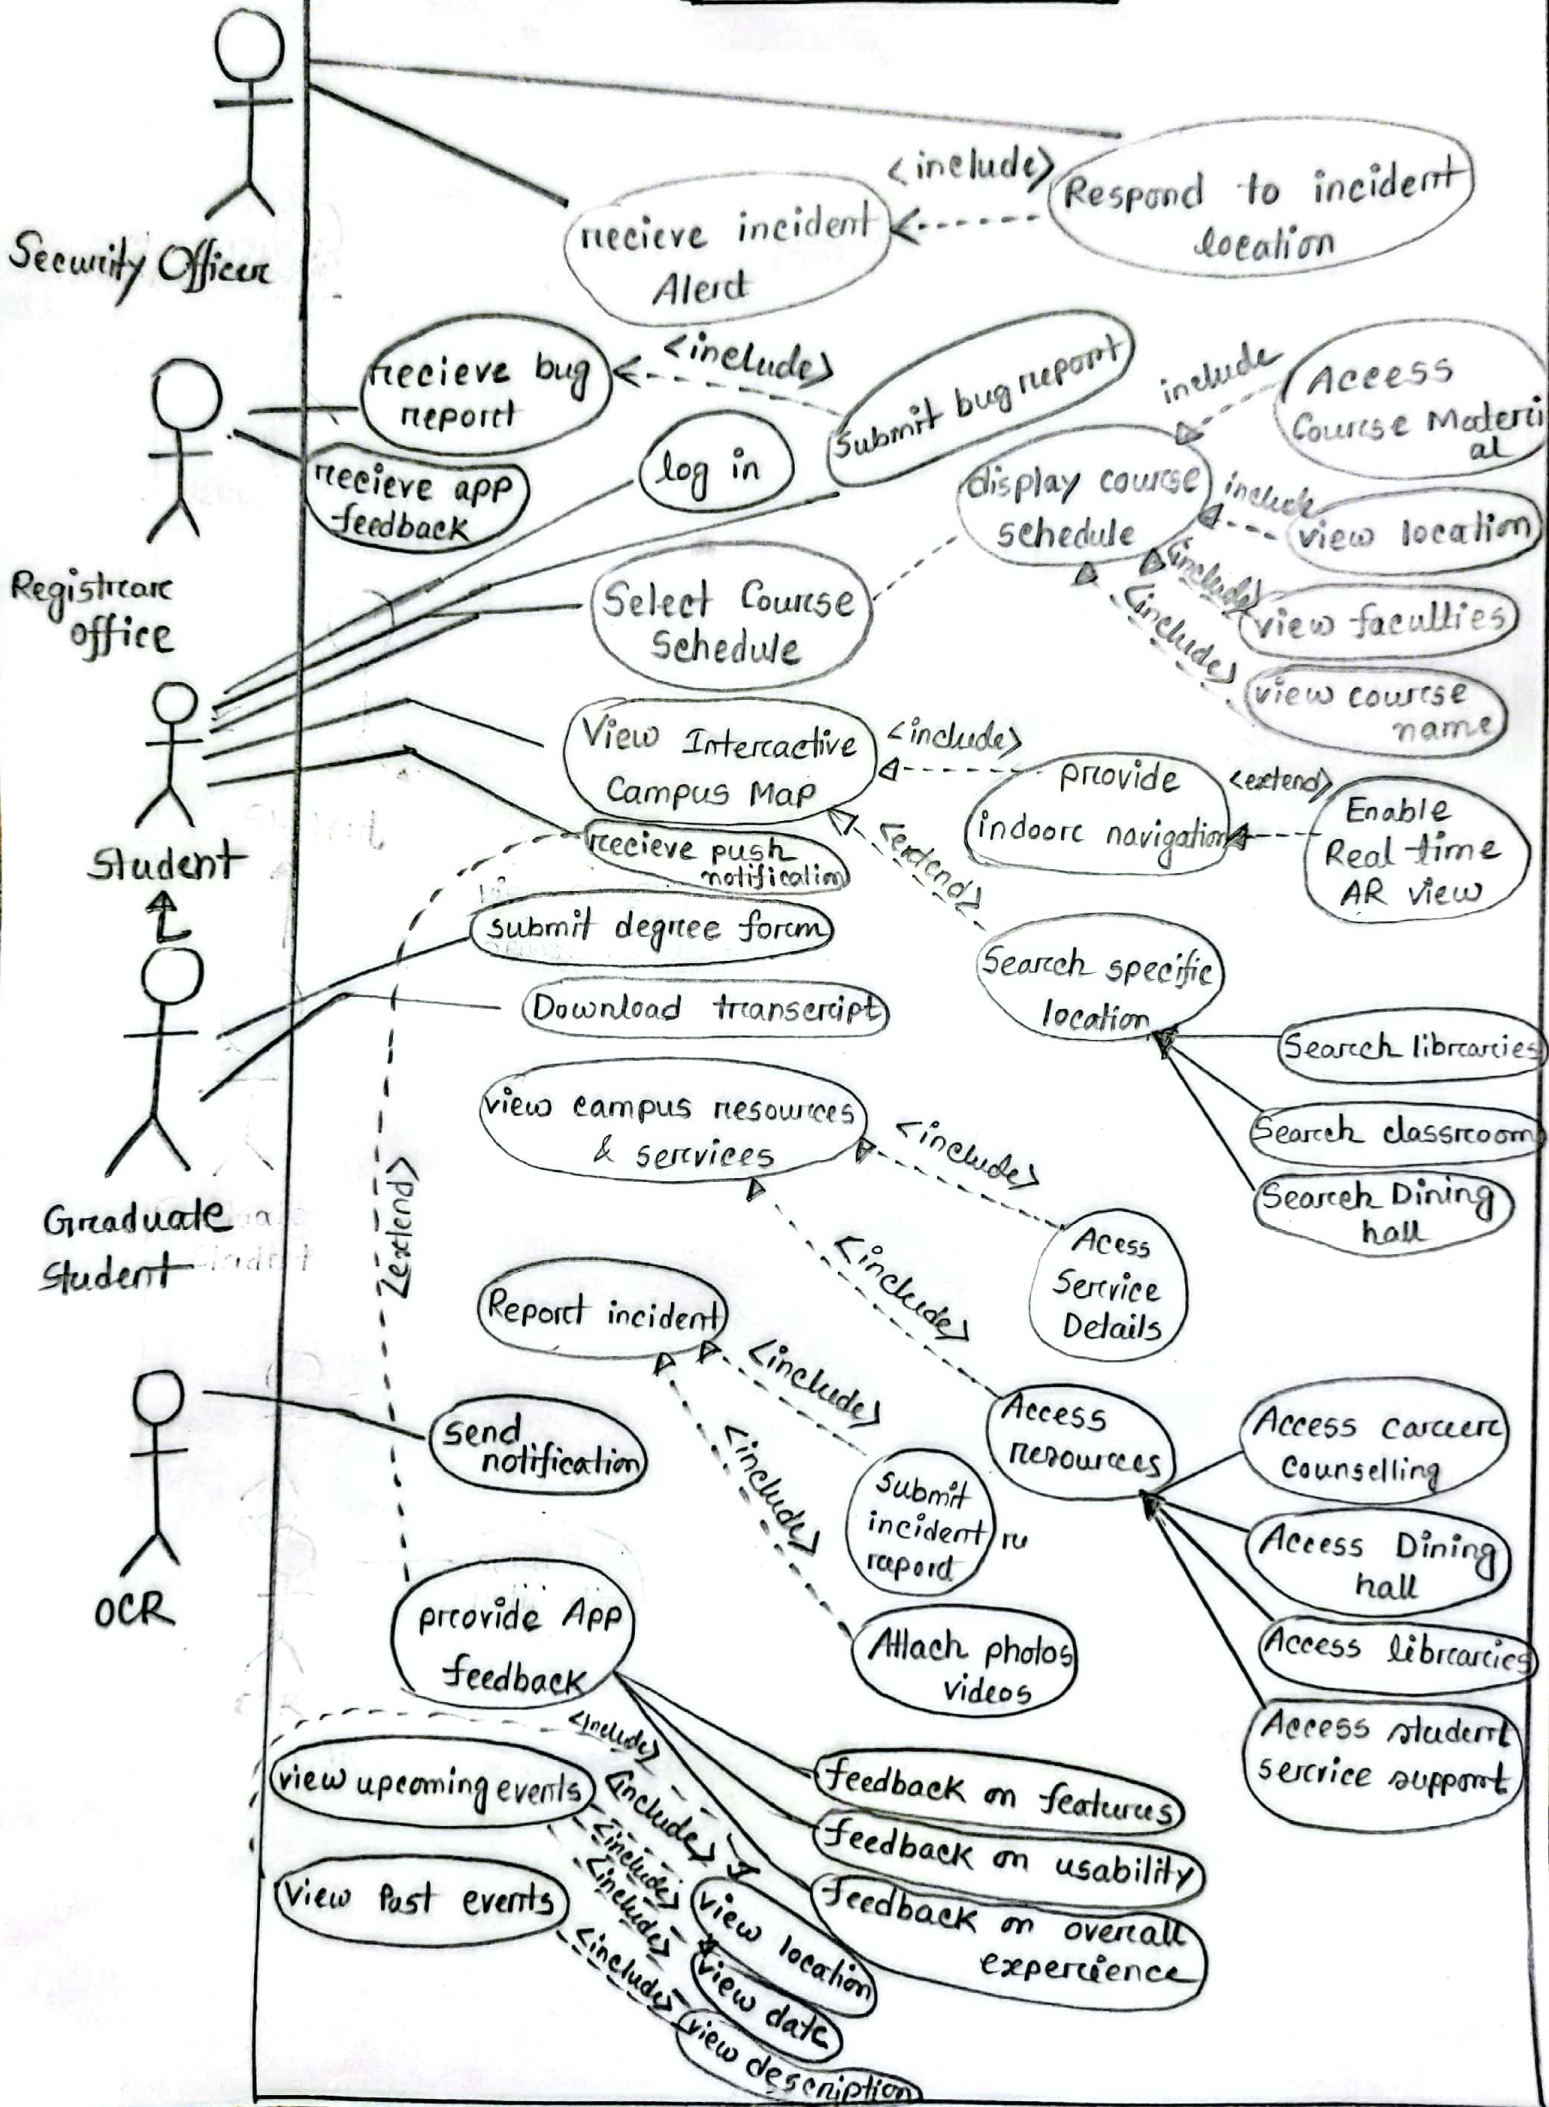 Security Officer
<include>
Respond to incident
location
recieve incident
Alert
recieve bug
report
<include>
Submit bug report
include
Access
Course Materi
al
recieve app
feedback
log in
display course
schedule
include
view location
Registrar
office
Select Course
Schedule
<include>
view faculties
<include>
view course
name
View Interactive
Campus Map
<include>
provide
indoor navigation
<extend>
Enable
Real time
AR view
Student
recieve push
notification
<extend>
submit degree form
Search specific
location
Download transcript
Search libraries
Search classroom
Search Dining
hall
view campus resources
& services
<include>
Graduate
Student
<extend>
<include>
Acess
Service
Details
Report incident
<include>
<include>
send
notification
Access
resources
Access career
counselling
submit
incident re
raport
Access Dining
hall
OCR
provide App
feedback
Attach photos
videos
Access libraries
Access student
service support
<include>
view upcoming events
<include>
<include>
<include>
feedback on features
feedback on usability
view Past events
<include>
view location
feedback on overall
experience
view date
view description